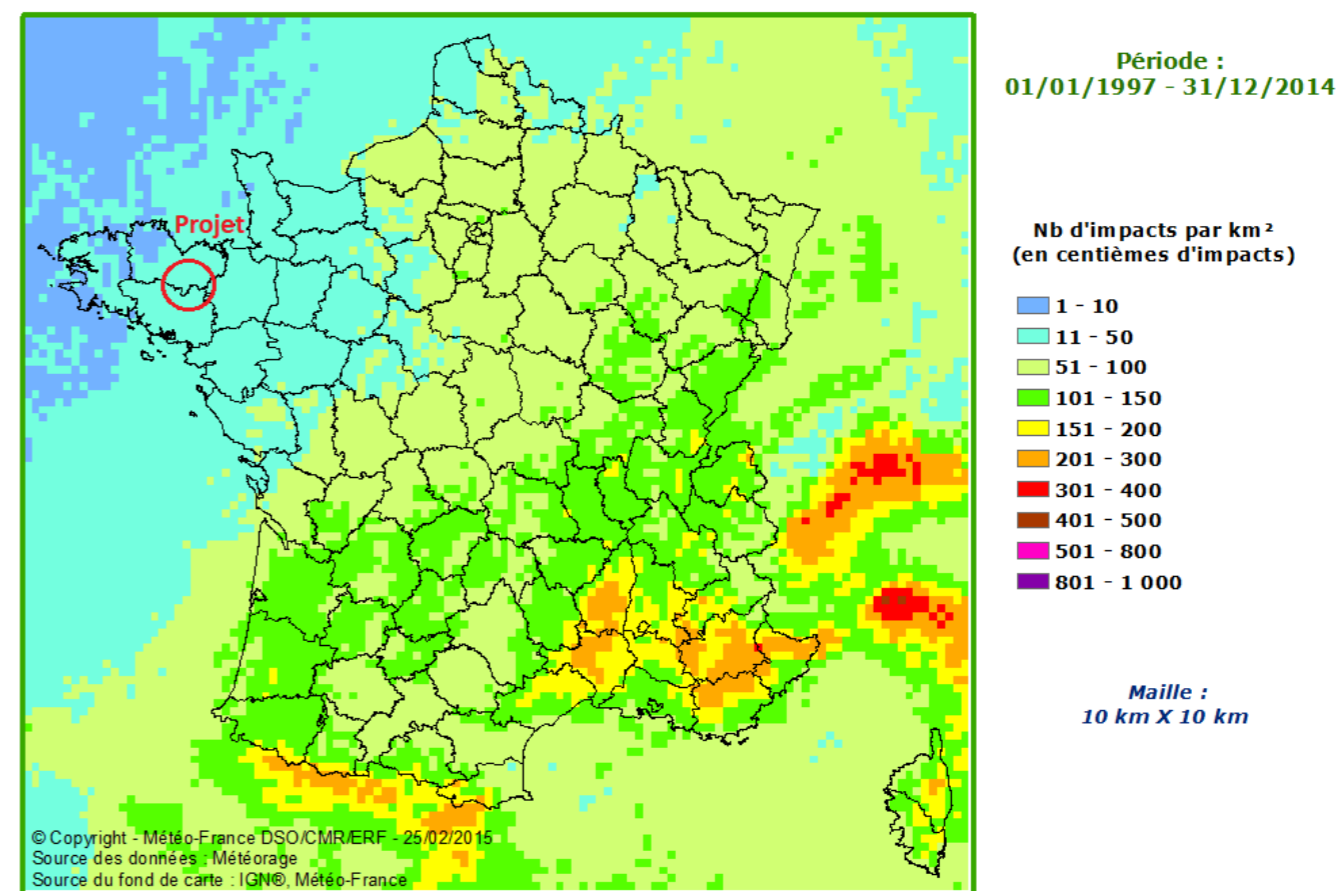 Projet
© Copyright - Météo-France DSO/CMR/ERF - 25/02/2015
Source des données : Météorage
Source du fond de carte : IGN®, Météo-France
Période :
01/01/1997 - 31/12/2014
Nb d'impacts par km²
(en centièmes d'impacts)
1 - 10
11 - 50
51 - 100
101 - 150
151 - 200
201 - 300
301 - 400
401 - 500
501 - 800
801 - 1 000
Maille :
10 km X 10 km